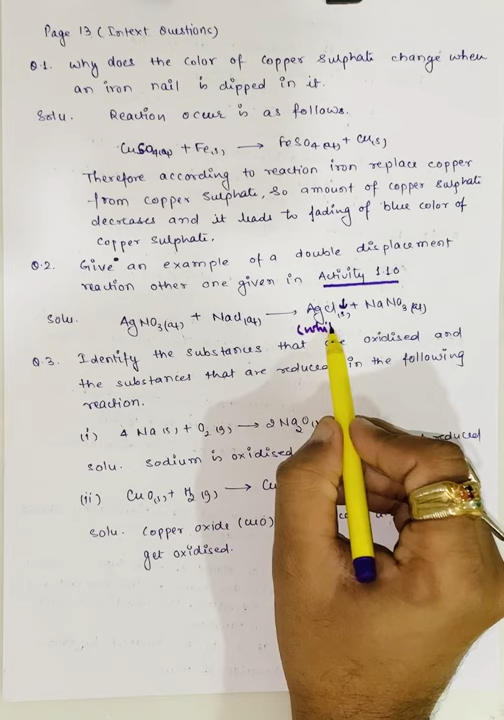 Page 13 (Intext Questions)
Q.1. Why does the color of copper sulphate change when
an iron nail is dipped in it.
Solu. Reaction occur is as follows.
CuSO4(aq) + Fe(s) → FeSO4(aq) + Cu(s)
Therefore according to reaction iron replace copper
from copper sulphate, so amount of copper sulphate
decreases and it leads to fading of blue color of
copper sulphate.
Q.2. Give an example of a double displacement
reaction other one given in Activity 1.10
Solu. AgNO3(aq) + NaCl(aq) → AgCl↓(s) + NaNO3(aq)
Q.3. Identify the substances that are oxidised and
the substances that are reduced in the following
reaction.
(i) 4 Na(s) + O2(g) → 2 Na2O
solu. Sodium is oxidised reduced
(ii) CuO(s) + H2(g) → Cu
solu. Copper oxide (CuO)
get oxidised.